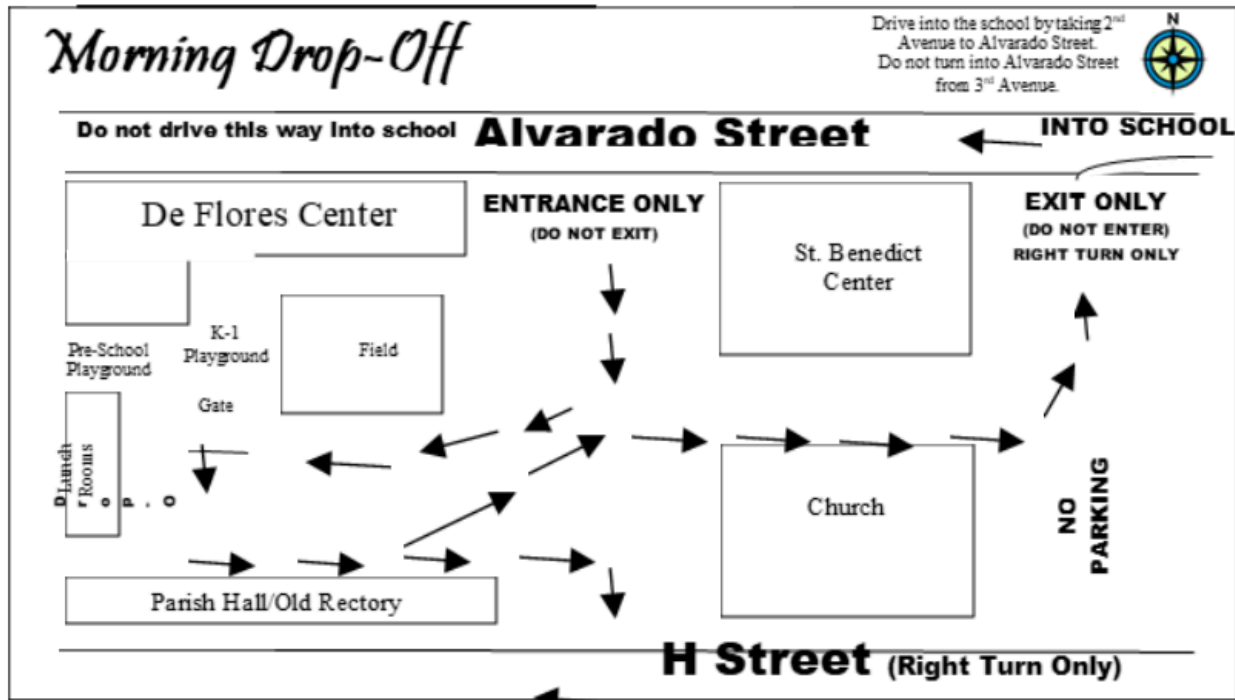 Morning Drop-Off
Drive into the school by taking 2nd
Avenue to Alvarado Street.
Do not turn into Alvarado Street
from 3rd Avenue.
N
Do not drive this way into school
Alvarado Street
INTO SCHOOL
De Flores Center
ENTRANCE ONLY
(DO NOT EXIT)
St. Benedict
Center
EXIT ONLY
(DO NOT ENTER)
RIGHT TURN ONLY
Pre-School
Playground
K-1
Playground
Field
Gate
Lunch
Rooms
D r o p - O
Church
NO
PARKING
Parish Hall/Old Rectory
H Street (Right Turn Only)